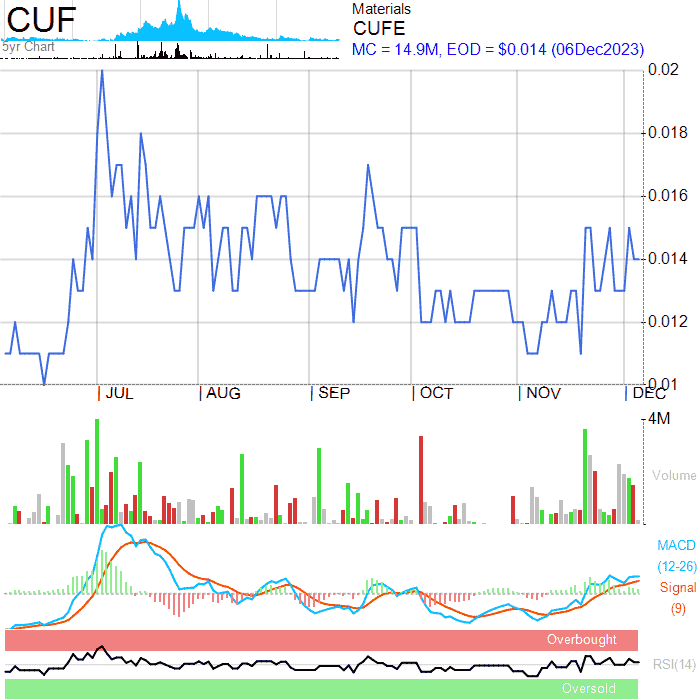 CUF
Materials
CUFE
5yr Chart
MC = 14.9M, EOD = $0.014 (06Dec2023)
0.02
0.018
0.016
0.014
0.012
0.01
| JUL | AUG | SEP | OCT | NOV | DEC
4M
Volume
MACD
(12-26)
Signal
(9)
Overbought
RSI(14)
Oversold